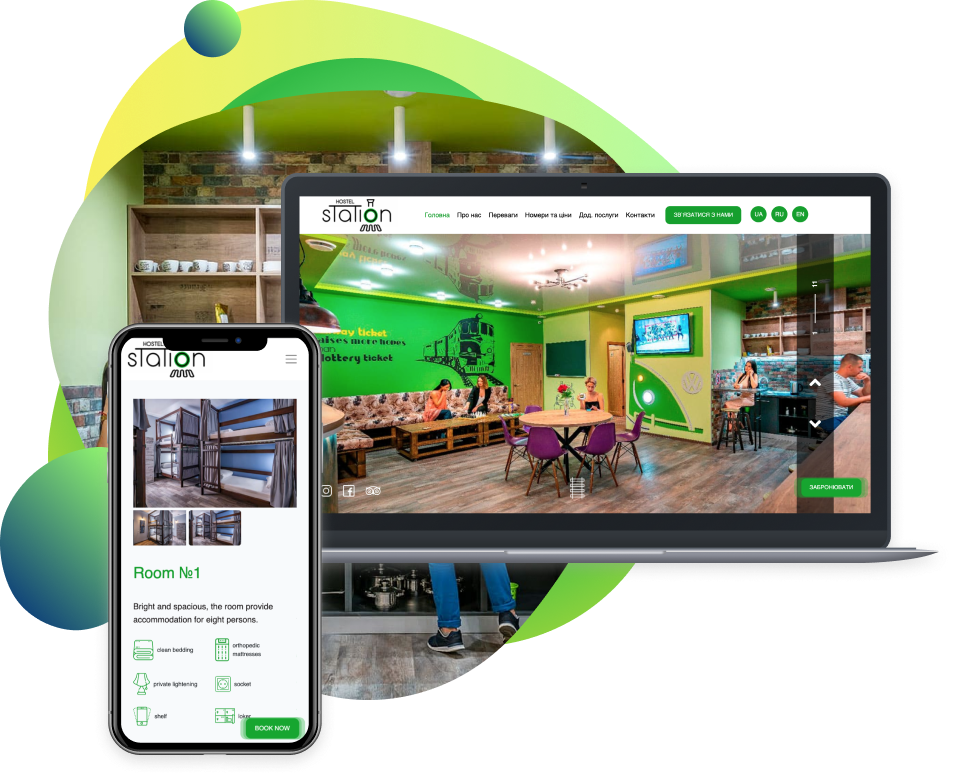 HOSTEL
station
Головна Про нас Переваги Номери та ціни Дод. послуги Контакти
ЗВ'ЯЗАТИСЯ З НАМИ
UA RU EN
ay ticket
aises more hopes
an
lottery ticket
11
ЗАБРОНЮВАТИ
HOSTEL
station
Room №1
Bright and spacious, the room provide
accommodation for eight persons.
clean bedding
orthopedic
mattresses
private lightening
socket
shelf
loker
BOOK NOW